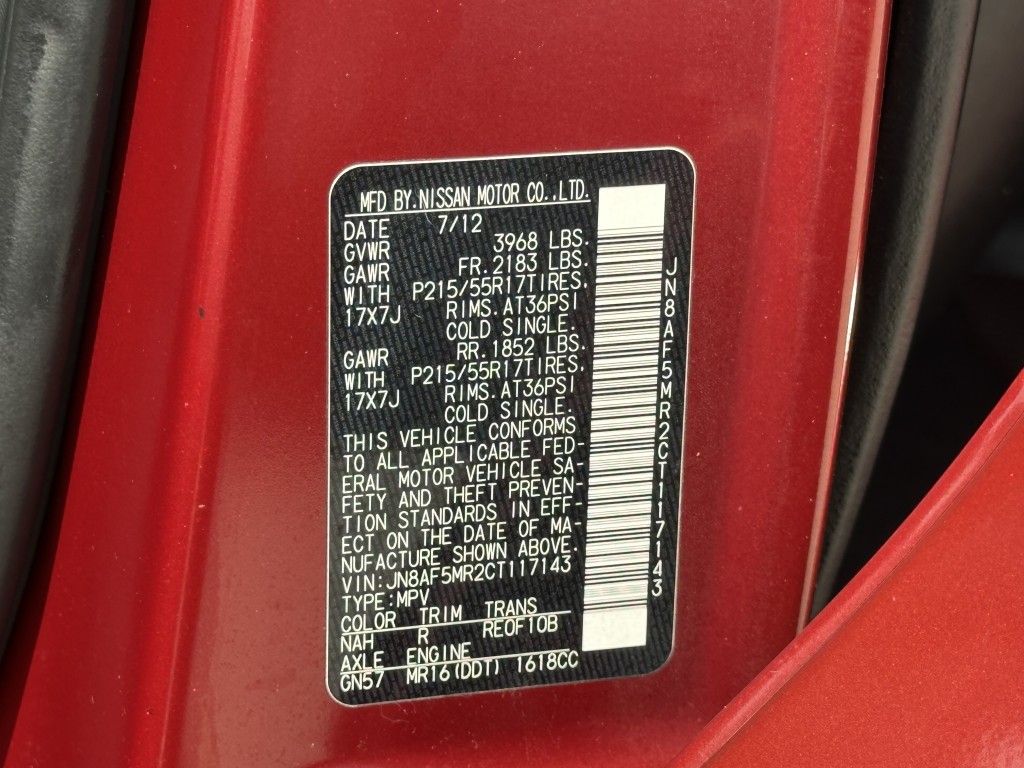 MFD BY.NISSAN MOTOR CO.,LTD.
DATE 7/12
GVWR 3968 LBS.
GAWR FR.2183 LBS.
WITH P215/55R17TIRES.
17X7J RIMS.AT36PSI
COLD SINGLE.
GAWR RR.1852 LBS.
WITH P215/55R17TIRES.
17X7J RIMS.AT36PSI
COLD SINGLE.
THIS VEHICLE CONFORMS
TO ALL APPLICABLE FED-
ERAL MOTOR VEHICLE SA-
FETY AND THEFT PREVEN-
TION STANDARDS IN EFF-
ECT ON THE DATE OF MA-
NUFACTURE SHOWN ABOVE.
VIN:JN8AF5MR2CT117143
TYPE:MPV
COLOR TRIM TRANS
NAH R RE0F10B
AXLE ENGINE
GN57 MR16(DDT) 1618CC
JN8AF5MR2CT117143